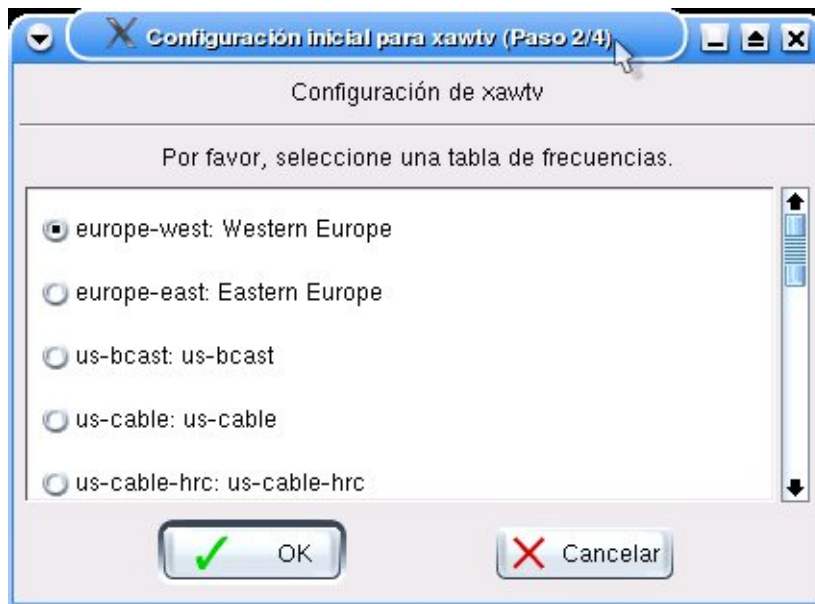 Configuración inicial para xawtv (Paso 2/4)
Configuración de xawtv
Por favor, seleccione una tabla de frecuencias.
europe-west: Western Europe
europe-east: Eastern Europe
us-bcast: us-bcast
us-cable: us-cable
us-cable-hrc: us-cable-hrc
OK Cancelar